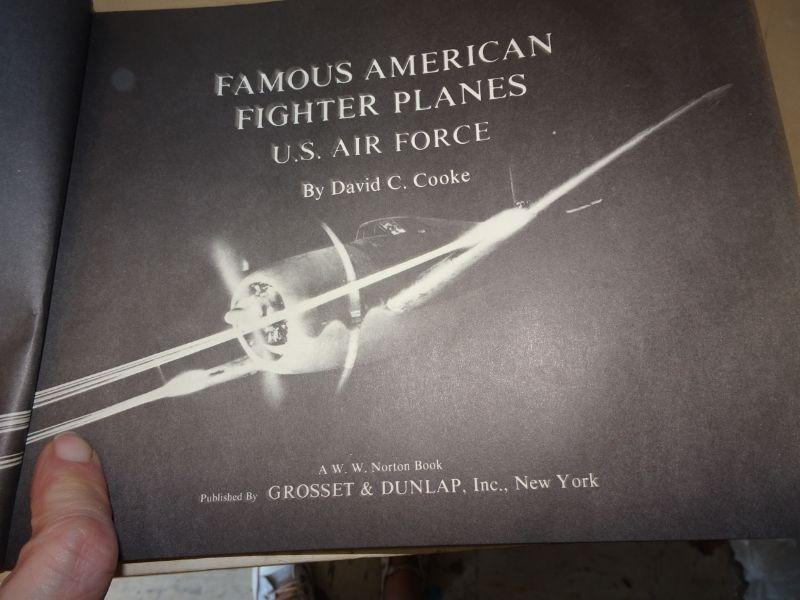 FAMOUS AMERICAN
FIGHTER PLANES
U.S. AIR FORCE
By David C. Cooke
A W. W. Norton Book
Published By GROSSET & DUNLAP, Inc., New York